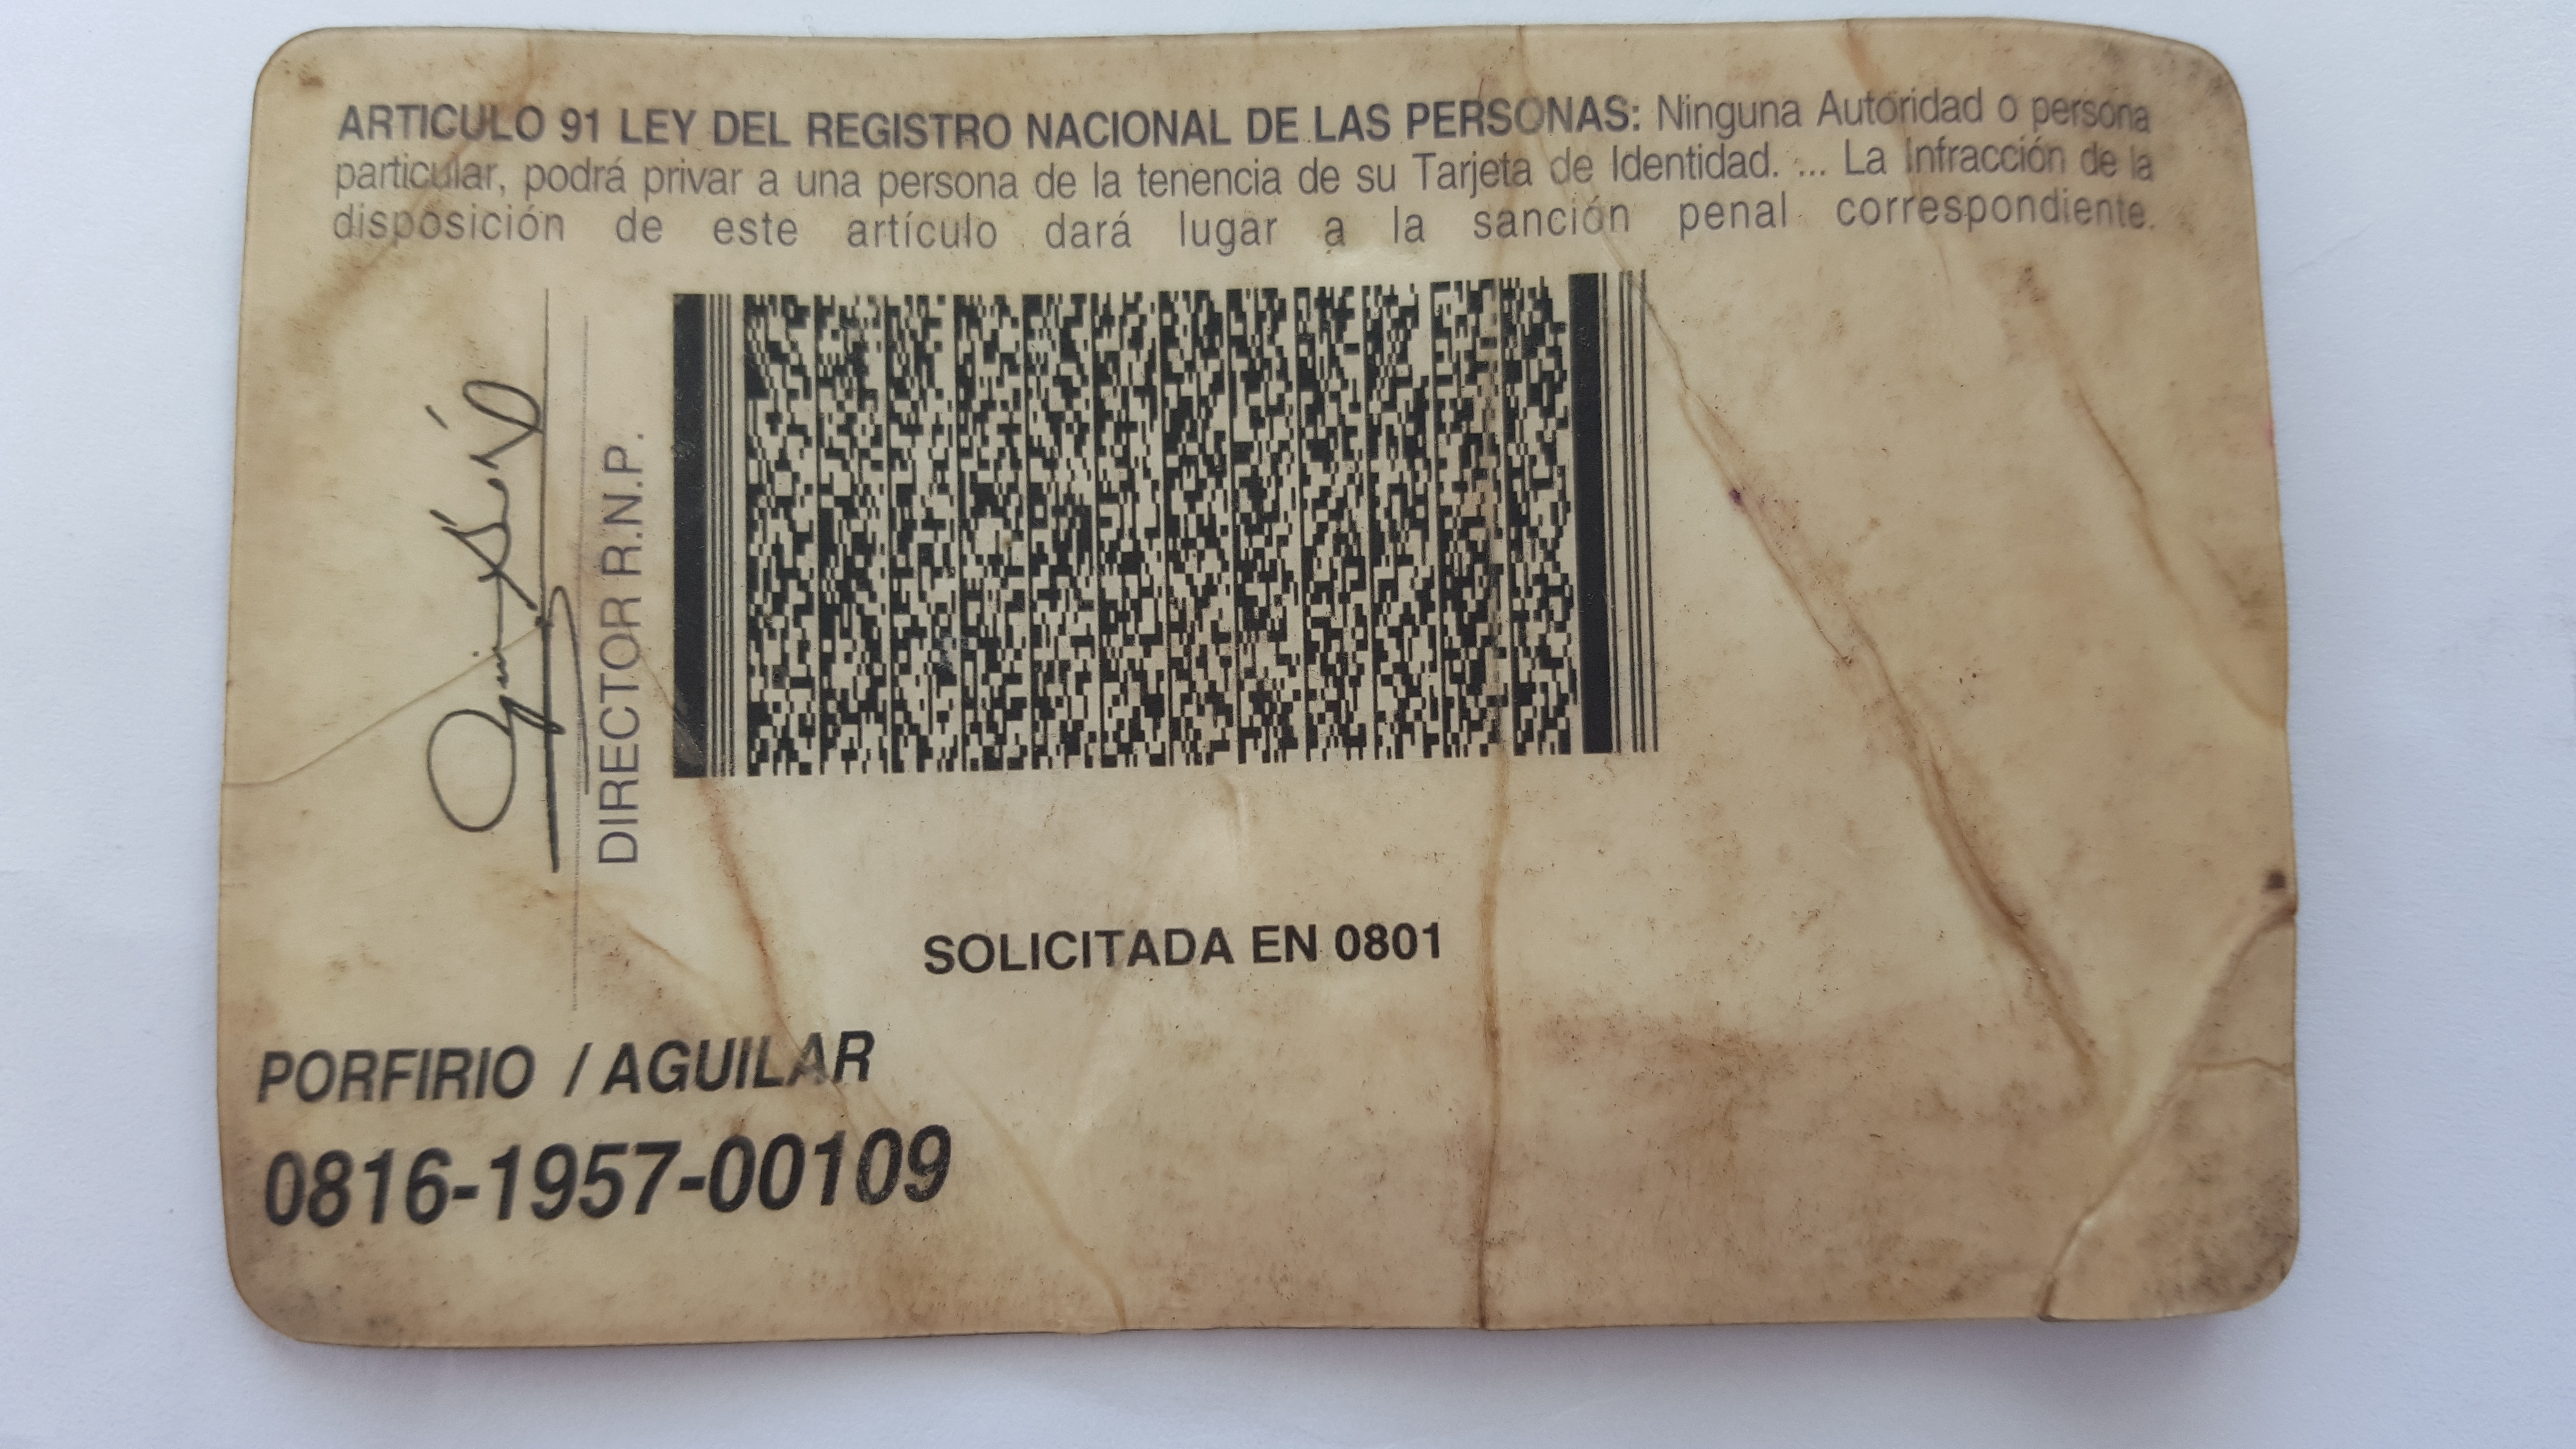 ARTICULO 91 LEY DEL REGISTRO NACIONAL DE LAS PERSONAS: Ninguna Autoridad o persona
particular, podrá privar a una persona de la tenencia de su Tarjeta de Identidad. ... La Infracción de la
disposición de este artículo dará lugar a la sanción penal correspondiente.
DIRECTOR R.N.P.
SOLICITADA EN 0801
PORFIRIO / AGUILAR
0816-1957-00109